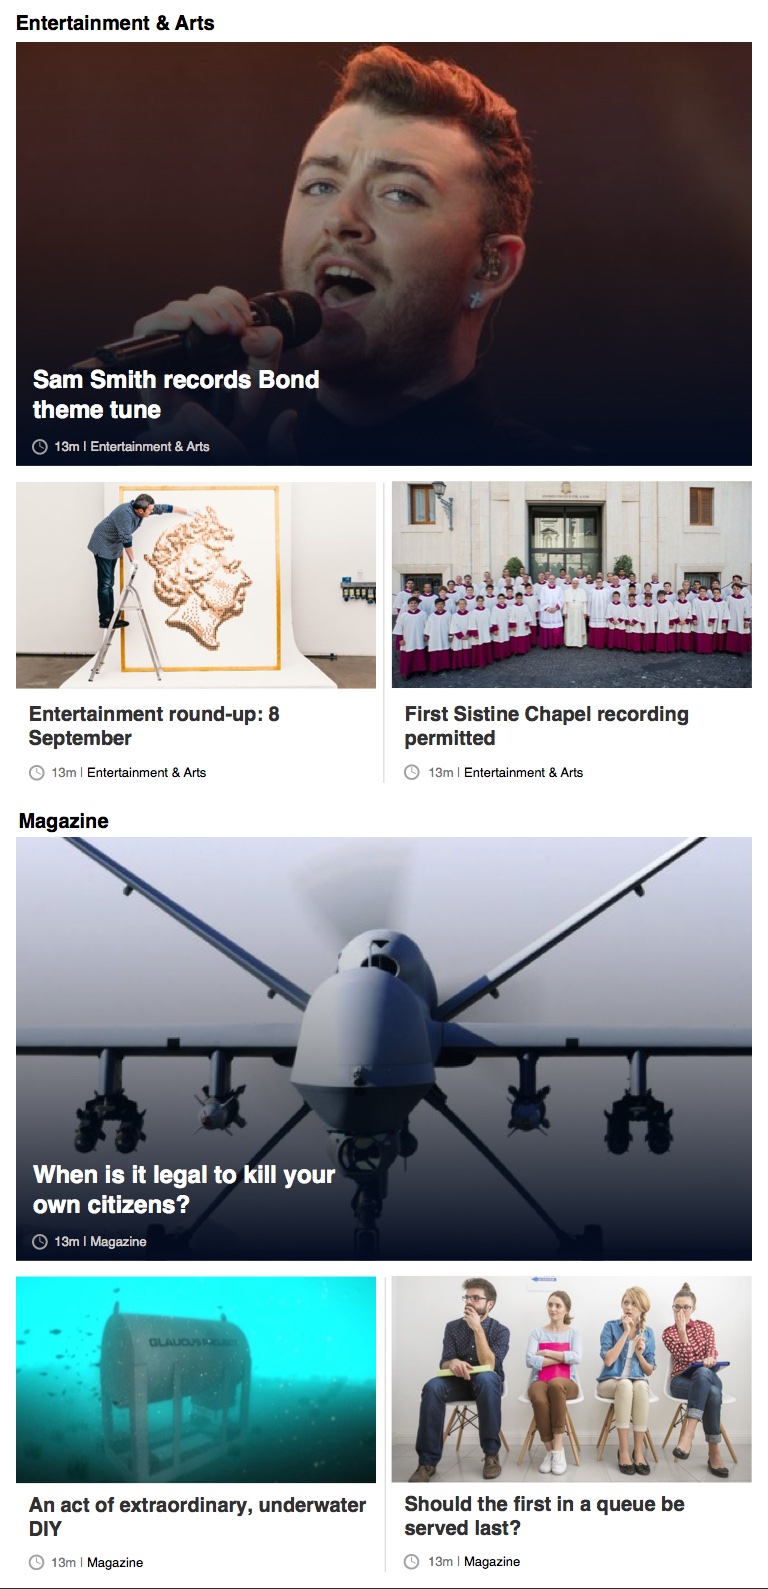 Entertainment & Arts
Sam Smith records Bond
theme tune
13m | Entertainment & Arts
Entertainment round-up: 8
September
13m | Entertainment & Arts
First Sistine Chapel recording
permitted
13m | Entertainment & Arts
Magazine
When is it legal to kill your
own citizens?
13m | Magazine
GLAUCUS PROJECT
An act of extraordinary, underwater
DIY
13m | Magazine
Should the first in a queue be
served last?
13m | Magazine